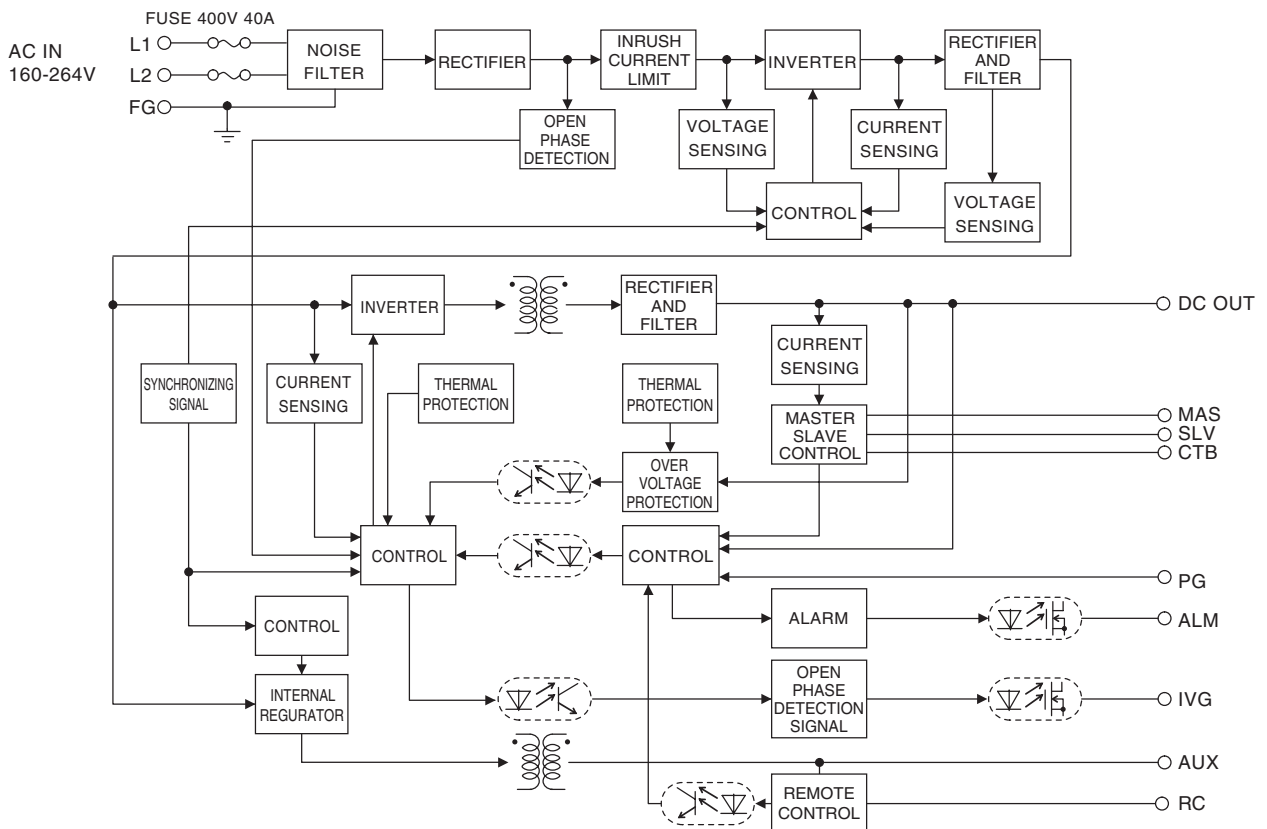 FUSE 400V 40A
AC IN
160-264V
L1
L2
FG
NOISE
FILTER
RECTIFIER
INRUSH
CURRENT
LIMIT
INVERTER
RECTIFIER
AND
FILTER
OPEN
PHASE
DETECTION
VOLTAGE
SENSING
CURRENT
SENSING
CONTROL
VOLTAGE
SENSING
INVERTER
RECTIFIER
AND
FILTER
DC OUT
CURRENT
SENSING
SYNCHRONIZING
SIGNAL
CURRENT
SENSING
THERMAL
PROTECTION
THERMAL
PROTECTION
MASTER
SLAVE
CONTROL
MAS
SLV
CTB
OVER
VOLTAGE
PROTECTION
CONTROL
CONTROL
PG
CONTROL
ALARM
ALM
INTERNAL
REGURATOR
OPEN
PHASE
DETECTION
SIGNAL
IVG
AUX
REMOTE
CONTROL
RC